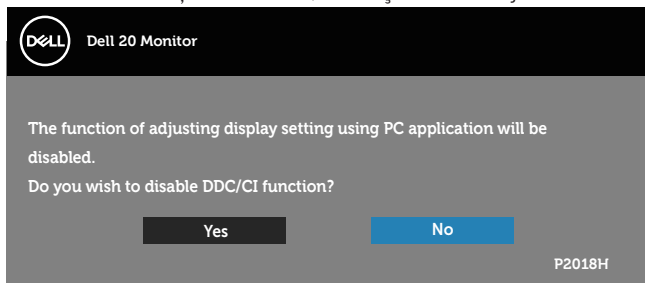 DELL
Dell 20 Monitor
The function of adjusting display setting using PC application will be
disabled.
Do you wish to disable DDC/CI function?
Yes
No
P2018H